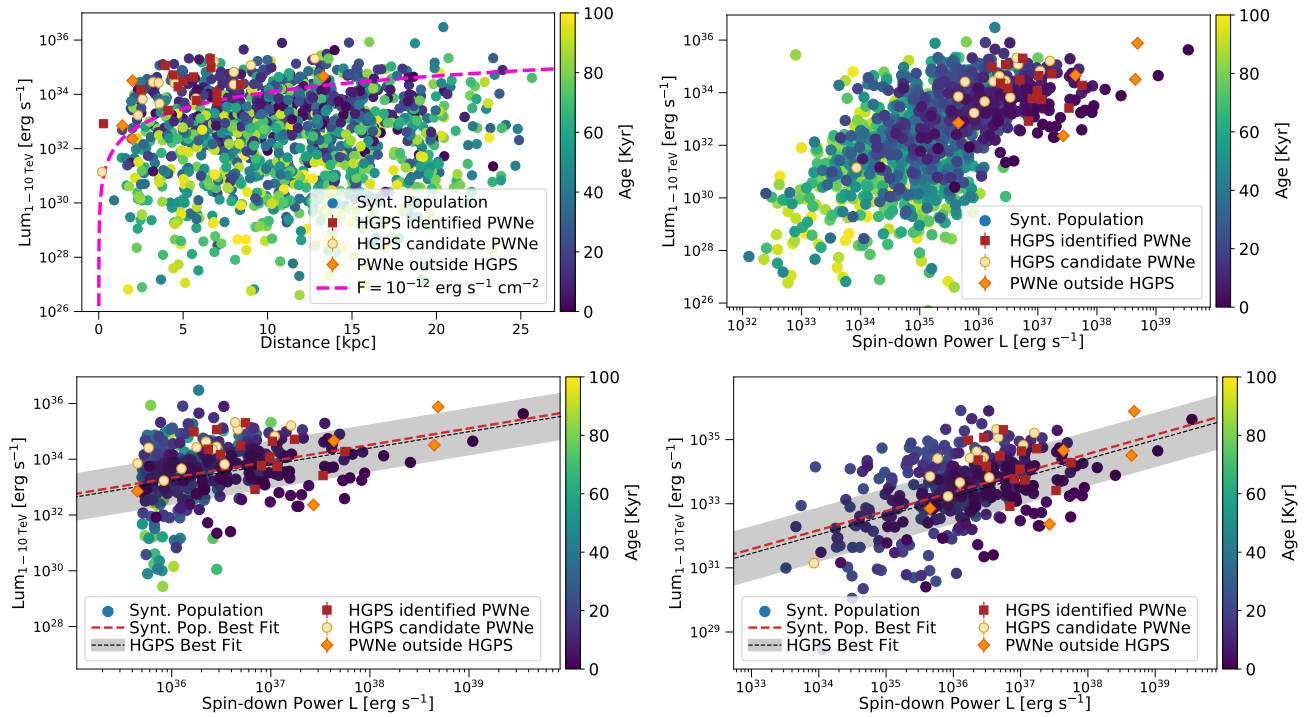 10^36
10^34
10^32
10^30
10^28
10^26
Lum_{1−10 TeV} [erg s^−1]
0 5 10 15 20 25
Distance [kpc]
Synt. Population
HGPS identified PWNe
HGPS candidate PWNe
PWNe outside HGPS
F = 10^−12 erg s^−1 cm^−2
100
80
60
40
20
0
Age [Kyr]
10^36
10^34
10^32
10^30
10^28
10^26
Lum_{1−10 TeV} [erg s^−1]
10^32 10^33 10^34 10^35 10^36 10^37 10^38 10^39
Spin-down Power L [erg s^−1]
Synt. Population
HGPS identified PWNe
HGPS candidate PWNe
PWNe outside HGPS
100
80
60
40
20
0
Age [Kyr]
10^36
10^34
10^32
10^30
10^28
Lum_{1−10 TeV} [erg s^−1]
Synt. Population
Synt. Pop. Best Fit
HGPS Best Fit
HGPS identified PWNe
HGPS candidate PWNe
PWNe outside HGPS
10^36 10^37 10^38 10^39
Spin-down Power L [erg s^−1]
100
80
60
40
20
0
Age [Kyr]
10^35
10^33
10^31
10^29
Lum_{1−10 TeV} [erg s^−1]
Synt. Population
Synt. Pop. Best Fit
HGPS Best Fit
HGPS identified PWNe
HGPS candidate PWNe
PWNe outside HGPS
10^33 10^34 10^35 10^36 10^37 10^38 10^39
Spin-down Power L [erg s^−1]
100
80
60
40
20
0
Age [Kyr]